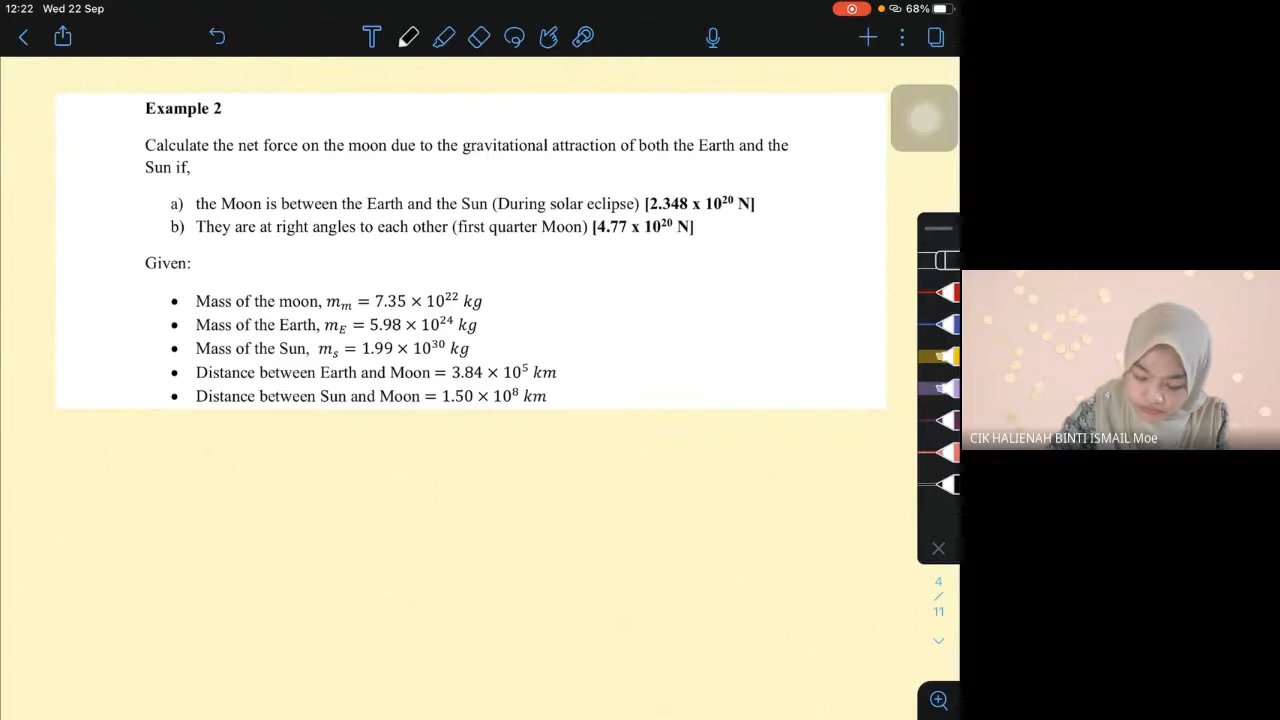 12:22 Wed 22 Sep
68%
Example 2
Calculate the net force on the moon due to the gravitational attraction of both the Earth and the
Sun if,
a) the Moon is between the Earth and the Sun (During solar eclipse) [2.348 x 10²⁰ N]
b) They are at right angles to each other (first quarter Moon) [4.77 x 10²⁰ N]
Given:
• Mass of the moon, mₘ = 7.35 × 10²² kg
• Mass of the Earth, m_E = 5.98 × 10²⁴ kg
• Mass of the Sun, mₛ = 1.99 × 10³⁰ kg
• Distance between Earth and Moon = 3.84 × 10⁵ km
• Distance between Sun and Moon = 1.50 × 10⁸ km
CIK HALIENAH BINTI ISMAIL Moe
4
/
11